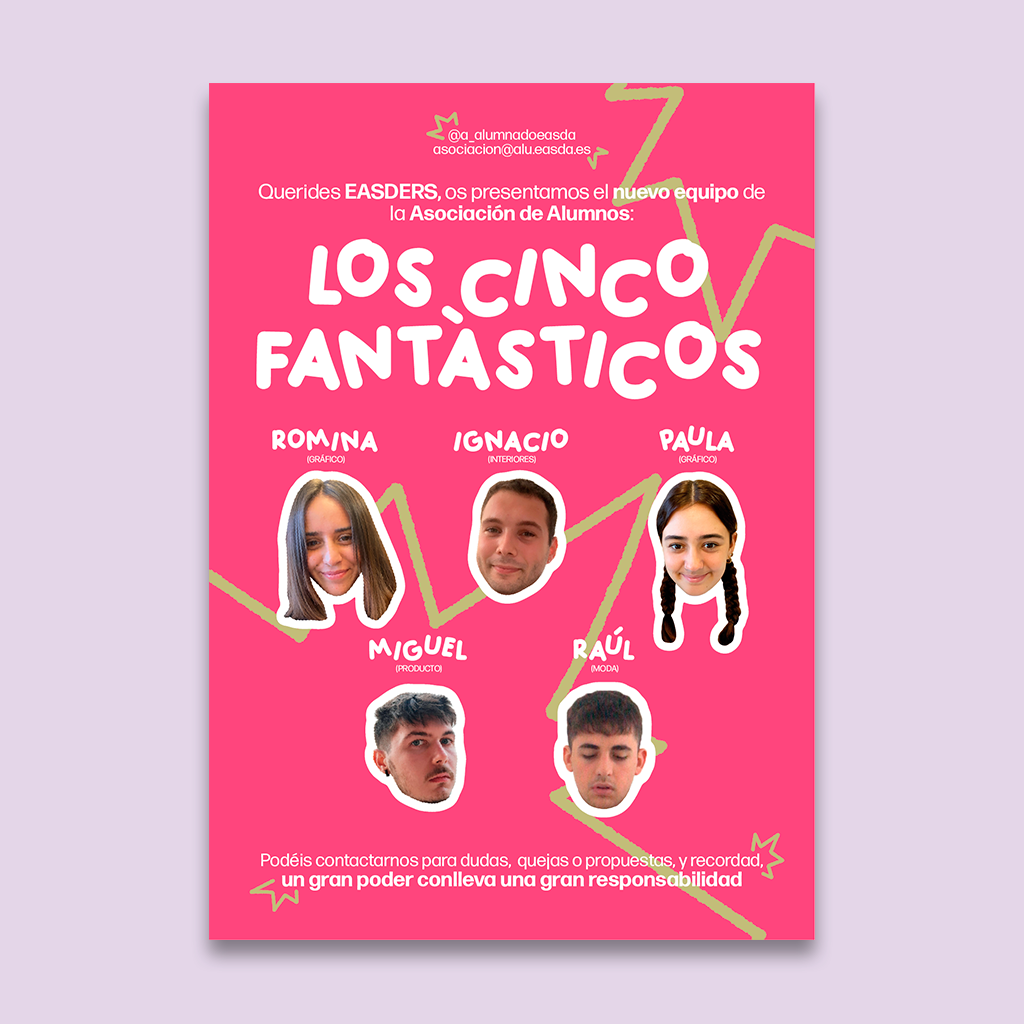 @a_alumnadoeasda
asociacion@alu.easda.es
Querides EASDERS, os presentamos el nuevo equipo de
la Asociación de Alumnos:
LOS CINCO
FANTÀSTICOS
ROMINA
(GRÁFICO)
IGNACIO
(INTERIORES)
PAULA
(GRÁFICO)
MIGUEL
(PRODUCTO)
RAÚL
(MODA)
Podéis contactarnos para dudas, quejas o propuestas, y recordad,
un gran poder conlleva una gran responsabilidad